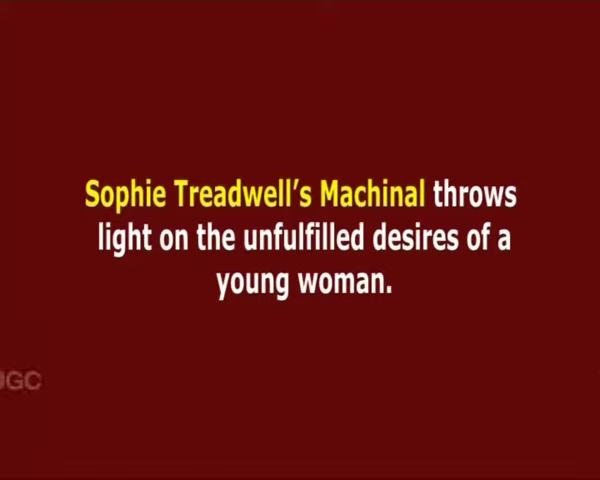 Sophie Treadwell's Machinal throws
light on the unfulfilled desires of a
young woman.